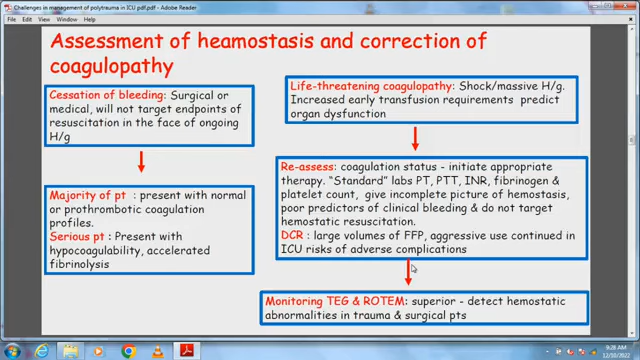 Challenges in management of polytrauma in ICU pdf.pdf - Adobe Reader
File Edit View Window Help
Assessment of heamostasis and correction of
coagulopathy
Cessation of bleeding: Surgical or
medical, will not target endpoints of
resuscitation in the face of ongoing
H/g
Majority of pt : present with normal
or prothrombotic coagulation
profiles.
Serious pt : Present with
hypocoagulability, accelerated
fibrinolysis
Life-threatening coagulopathy: Shock/massive H/g.
Increased early transfusion requirements predict
organ dysfunction
Re-assess: coagulation status - initiate appropriate
therapy. "Standard" labs PT, PTT, INR, fibrinogen &
platelet count, give incomplete picture of hemostasis,
poor predictors of clinical bleeding & do not target
hemostatic resuscitation.
DCR : large volumes of FFP, aggressive use continued in
ICU risks of adverse complications
Monitoring TEG & ROTEM: superior - detect hemostatic
abnormalities in trauma & surgical pts
9:28 AM
12/10/2022